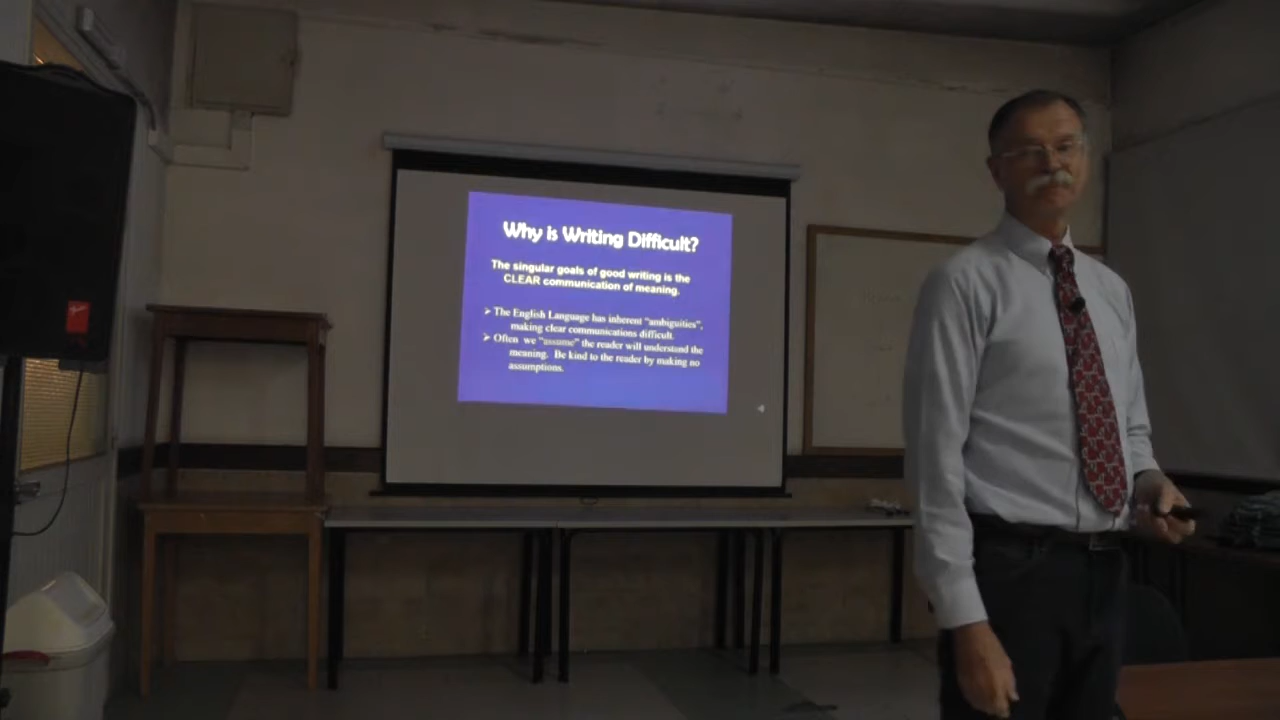 Why is Writing Difficult?
The singular goals of good writing is the
CLEAR communication of meaning.
➢ The English Language has inherent "ambiguities",
making clear communications difficult.
➢ Often we "assume" the reader will understand the
meaning. Be kind to the reader by making no
assumptions.